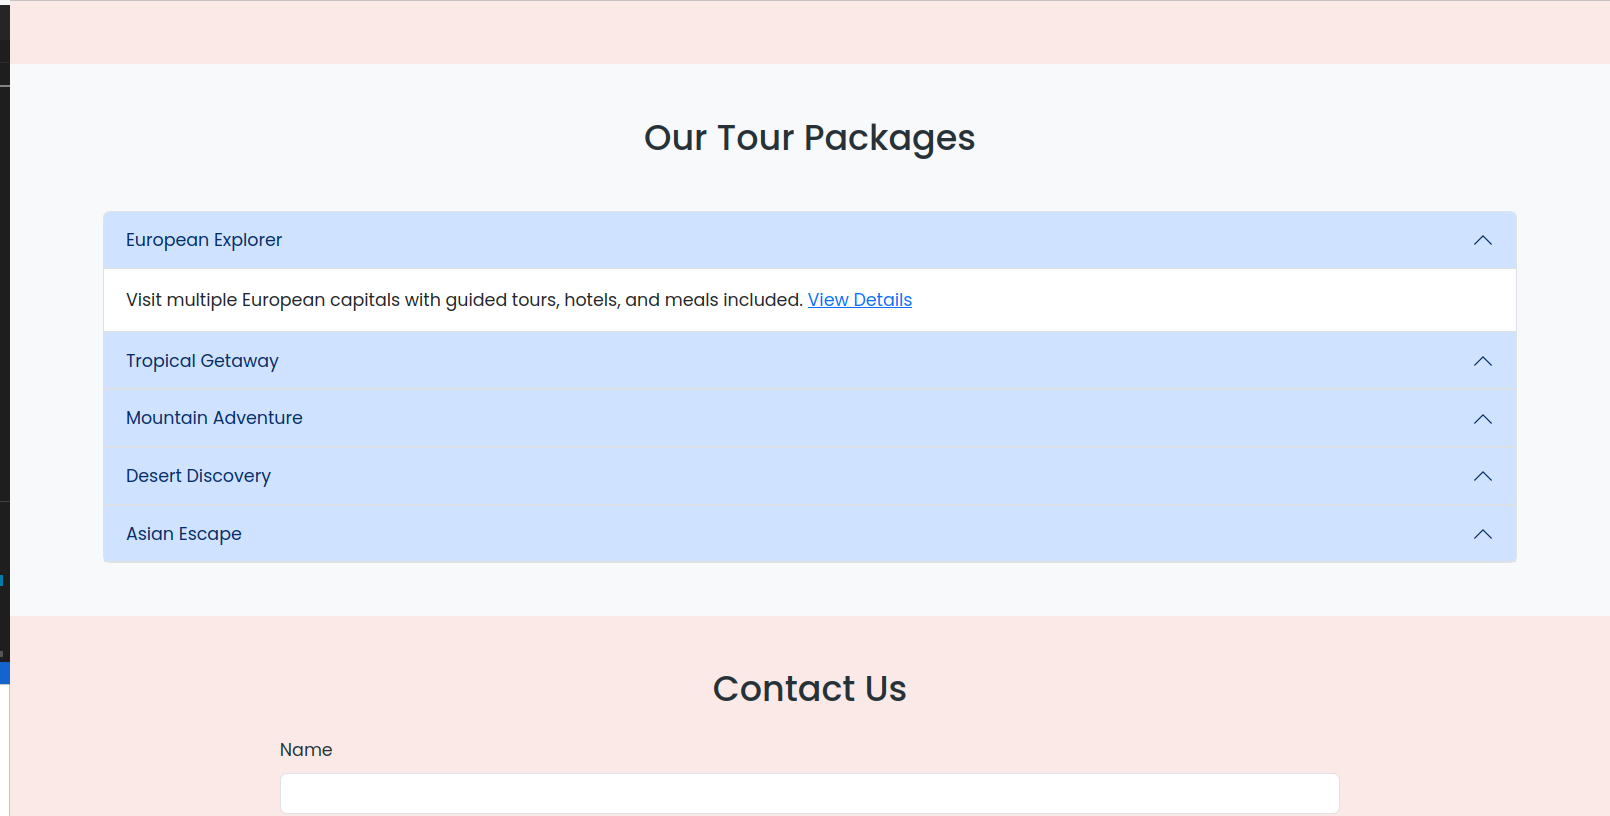 Our Tour Packages
European Explorer
Visit multiple European capitals with guided tours, hotels, and meals included. View Details
Tropical Getaway
Mountain Adventure
Desert Discovery
Asian Escape
Contact Us
Name